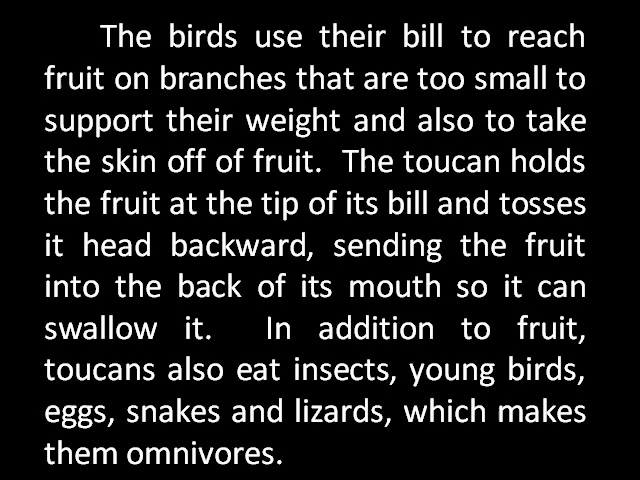 The birds use their bill to reach
fruit on branches that are too small to
support their weight and also to take
the skin off of fruit. The toucan holds
the fruit at the tip of its bill and tosses
it head backward, sending the fruit
into the back of its mouth so it can
swallow it. In addition to fruit,
toucans also eat insects, young birds,
eggs, snakes and lizards, which makes
them omnivores.